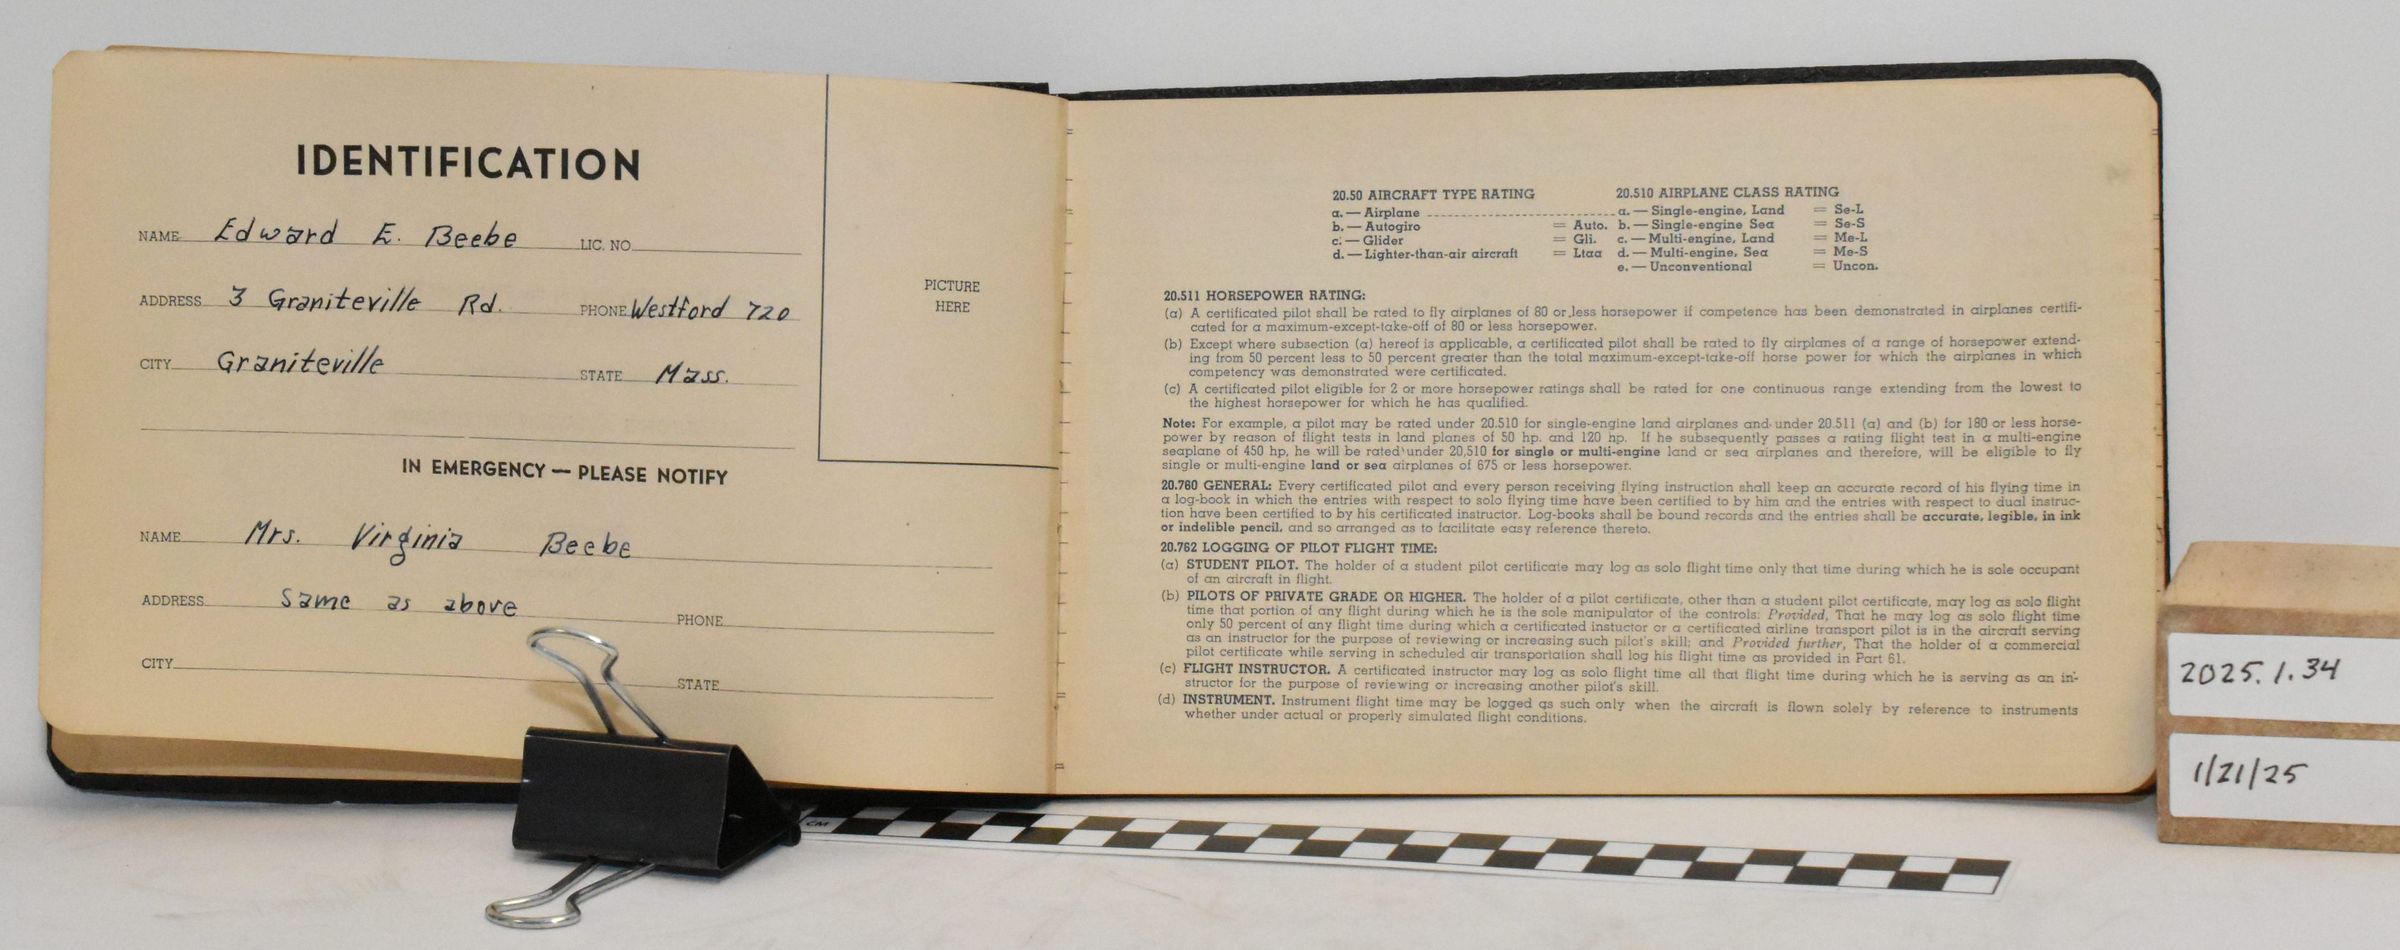 IDENTIFICATION
NAME Edward E. Beebe LIC. NO.
ADDRESS 3 Graniteville Rd. PHONE Westford 720
CITY Graniteville STATE Mass.
PICTURE
HERE
IN EMERGENCY — PLEASE NOTIFY
NAME Mrs. Virginia Beebe
ADDRESS Same as above PHONE
CITY STATE
20.50 AIRCRAFT TYPE RATING 20.510 AIRPLANE CLASS RATING
a. — Airplane a. — Single-engine, Land = Se-L
b. — Autogiro = Auto. b. — Single-engine Sea = Se-S
c. — Glider = Gli. c. — Multi-engine, Land = Me-L
d. — Lighter-than-air aircraft = Ltaa d. — Multi-engine, Sea = Me-S
e. — Unconventional = Uncon.
20.511 HORSEPOWER RATING:
(a) A certificated pilot shall be rated to fly airplanes of 80 or less horsepower if competence has been demonstrated in airplanes certifi-
cated for a maximum-except-take-off of 80 or less horsepower.
(b) Except where subsection (a) hereof is applicable, a certificated pilot shall be rated to fly airplanes of a range of horsepower extend-
ing from 50 percent less to 50 percent greater than the total maximum-except-take-off horse power for which the airplanes in which
competency was demonstrated were certificated.
(c) A certificated pilot eligible for 2 or more horsepower ratings shall be rated for one continuous range extending from the lowest to
the highest horsepower for which he has qualified.
Note: For example, a pilot may be rated under 20.510 for single-engine land airplanes and under 20.511 (a) and (b) for 180 or less horse-
power by reason of flight tests in land planes of 50 hp. and 120 hp. If he subsequently passes a rating flight test in a multi-engine
seaplane of 450 hp, he will be rated under 20,510 for single or multi-engine land or sea airplanes and therefore, will be eligible to fly
single or multi-engine land or sea airplanes of 675 or less horsepower.
20.760 GENERAL: Every certificated pilot and every person receiving flying instruction shall keep an accurate record of his flying time in
a log-book in which the entries with respect to solo flying time have been certified to by him and the entries with respect to dual instruc-
tion have been certified to by his certificated instructor. Log-books shall be bound records and the entries shall be accurate, legible, in ink
or indelible pencil, and so arranged as to facilitate easy reference thereto.
20.762 LOGGING OF PILOT FLIGHT TIME:
(a) STUDENT PILOT. The holder of a student pilot certificate may log as solo flight time only that time during which he is sole occupant
of an aircraft in flight.
(b) PILOTS OF PRIVATE GRADE OR HIGHER. The holder of a pilot certificate, other than a student pilot certificate, may log as solo flight
time that portion of any flight during which he is the sole manipulator of the controls: Provided, That he may log as solo flight time
only 50 percent of any flight time during which a certificated instuctor or a certificated airline transport pilot is in the aircraft serving
as an instructor for the purpose of reviewing or increasing such pilot's skill; and Provided further, That the holder of a commercial
pilot certificate while serving in scheduled air transportation shall log his flight time as provided in Part 61.
(c) FLIGHT INSTRUCTOR. A certificated instructor may log as solo flight time all that flight time during which he is serving as an in-
structor for the purpose of reviewing or increasing another pilot's skill.
(d) INSTRUMENT. Instrument flight time may be logged as such only when the aircraft is flown solely by reference to instruments
whether under actual or properly simulated flight conditions.
2025.1.34
1/21/25
CM